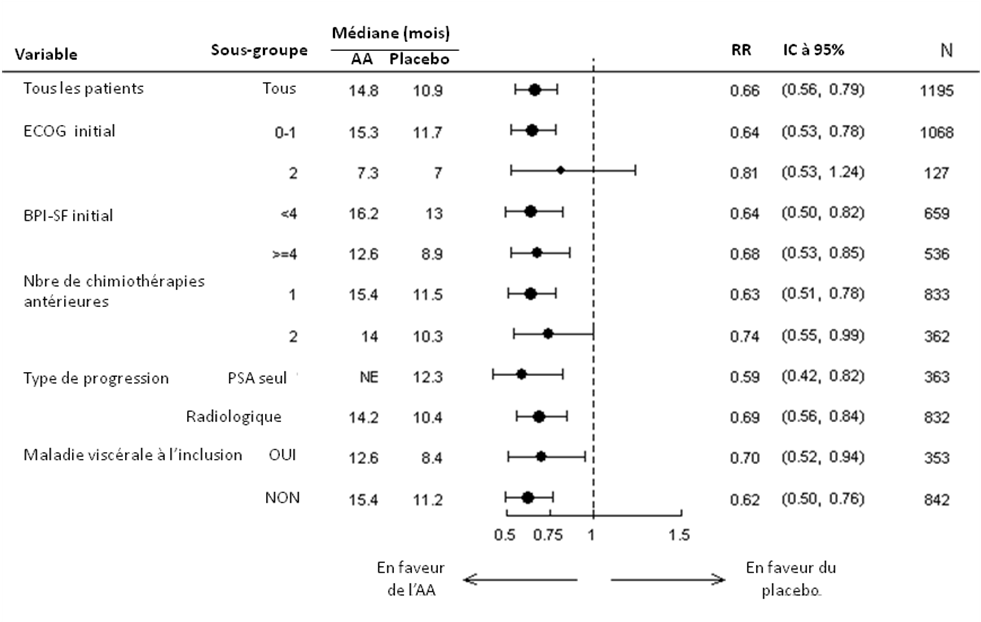 Médiane (mois)
Variable Sous-groupe AA Placebo RR IC à 95% N
Tous les patients Tous 14.8 10.9 0.66 (0.56, 0.79) 1195
ECOG initial 0-1 15.3 11.7 0.64 (0.53, 0.78) 1068
2 7.3 7 0.81 (0.53, 1.24) 127
BPI-SF initial <4 16.2 13 0.64 (0.50, 0.82) 659
>=4 12.6 8.9 0.68 (0.53, 0.85) 536
Nbre de chimiothérapies
antérieures 1 15.4 11.5 0.63 (0.51, 0.78) 833
2 14 10.3 0.74 (0.55, 0.99) 362
Type de progression PSA seul NE 12.3 0.59 (0.42, 0.82) 363
Radiologique 14.2 10.4 0.69 (0.56, 0.84) 832
Maladie viscérale à l'inclusion OUI 12.6 8.4 0.70 (0.52, 0.94) 353
NON 15.4 11.2 0.62 (0.50, 0.76) 842
0.5 0.75 1 1.5
En faveur En faveur du
de l'AA placebo.